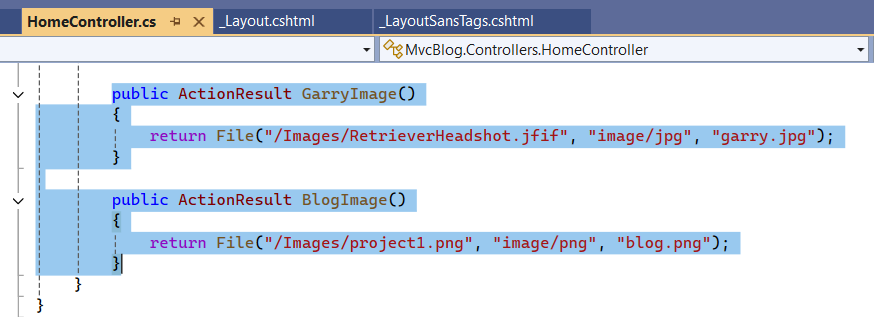 HomeController.cs _Layout.cshtml _LayoutSansTags.cshtml
MvcBlog.Controllers.HomeController
public ActionResult GarryImage()
{
return File("/Images/RetrieverHeadshot.jfif", "image/jpg", "garry.jpg");
}
public ActionResult BlogImage()
{
return File("/Images/project1.png", "image/png", "blog.png");
}
}
}